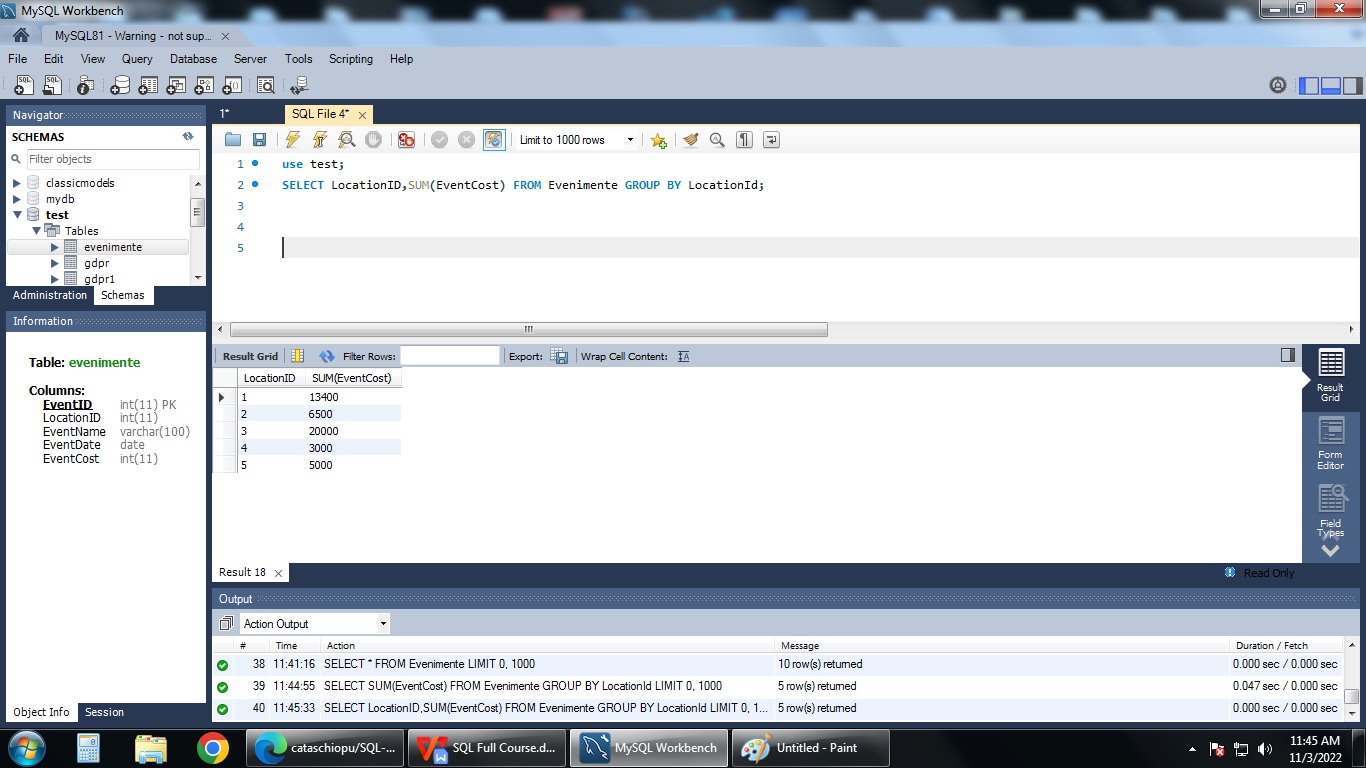 MySQL Workbench
MySQL81 - Warning - not sup...
File Edit View Query Database Server Tools Scripting Help
Navigator
SCHEMAS
Filter objects
classicmodels
mydb
test
Tables
evenimente
gdpr
gdpr1
Administration Schemas
Information
Table: evenimente
Columns:
EventID int(11) PK
LocationID int(11)
EventName varchar(100)
EventDate date
EventCost int(11)
Object Info Session
1* SQL File 4*
Limit to 1000 rows
1 use test;
2 SELECT LocationID,SUM(EventCost) FROM Evenimente GROUP BY LocationId;
3
4
5
Result Grid Filter Rows: Export: Wrap Cell Content:
LocationID SUM(EventCost)
1 13400
2 6500
3 20000
4 3000
5 5000
Result Grid
Form Editor
Field Types
Result 18 Read Only
Output
Action Output
# Time Action Message Duration / Fetch
38 11:41:16 SELECT * FROM Evenimente LIMIT 0, 1000 10 row(s) returned 0.000 sec / 0.000 sec
39 11:44:55 SELECT SUM(EventCost) FROM Evenimente GROUP BY LocationId LIMIT 0, 1000 5 row(s) returned 0.047 sec / 0.000 sec
40 11:45:33 SELECT LocationID,SUM(EventCost) FROM Evenimente GROUP BY LocationId LIMIT 0, 1... 5 row(s) returned 0.000 sec / 0.000 sec
cataschiopu/SQL-... SQL Full Course.d... MySQL Workbench Untitled - Paint
11:45 AM
11/3/2022